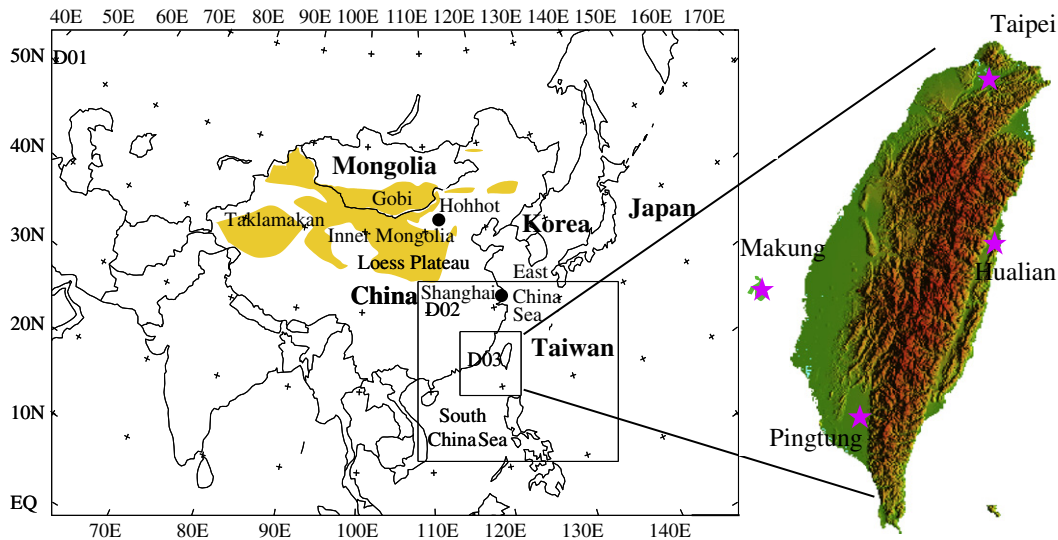 40E 50E 60E 70E 80E 90E 100E 110E 120E 130E 140E 150E 160E 170E
Taipei
50N
D01
40N
Mongolia
Gobi
Hohhot
Taklamakan
Korea
Japan
30N
Inner Mongolia
Makung
Loess Plateau
East
Hualian
China
Shanghai
China
D02
Sea
20N
Taiwan
D03
10N
South
China Sea
Pingtung
EQ
70E 80E 90E 100E 110E 120E 130E 140E